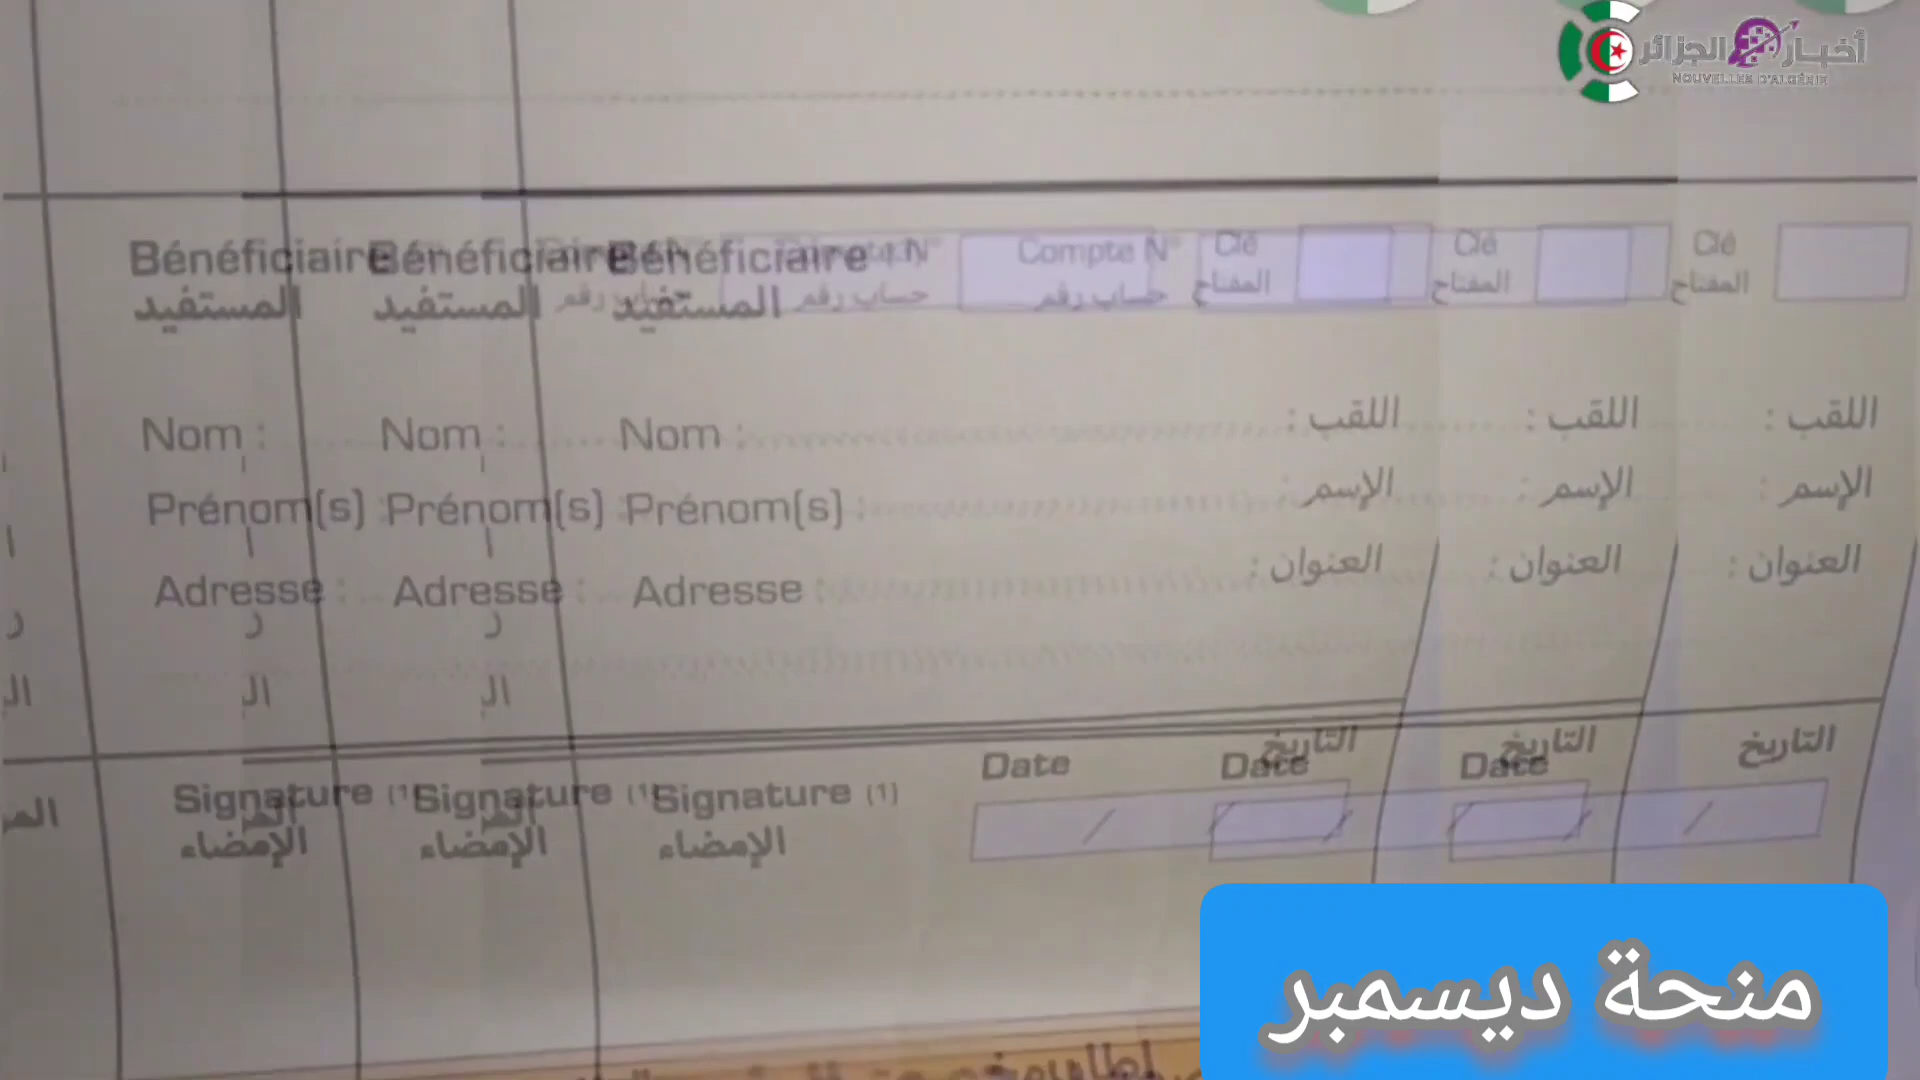 أخبار الجزائر
NOUVELLES D'ALGÉRIE
Bénéficiaire Bénéficiaire Bénéficiaire Compte N° Clé Clé Clé
المستفيد المستفيد المستفيد حساب رقم حساب رقم المفتاح المفتاح المفتاح
Nom : Nom : Nom : اللقب : اللقب : اللقب :
Prénom(s) : Prénom(s) : Prénom(s) : الإسم : الإسم : الإسم :
Adresse : Adresse : Adresse : العنوان : العنوان : العنوان :
Date التاريخ Date التاريخ Date التاريخ
Signature (1) Signature (1) Signature (1)
الإمضاء الإمضاء الإمضاء
منحة ديسمبر